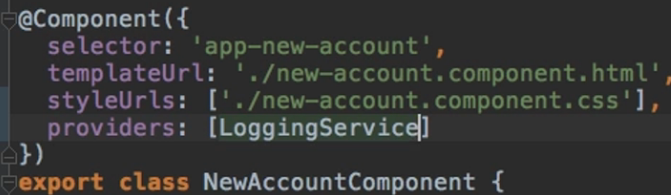 @Component({
selector: 'app-new-account',
templateUrl: './new-account.component.html',
styleUrls: ['./new-account.component.css'],
providers: [LoggingService]
})
export class NewAccountComponent {